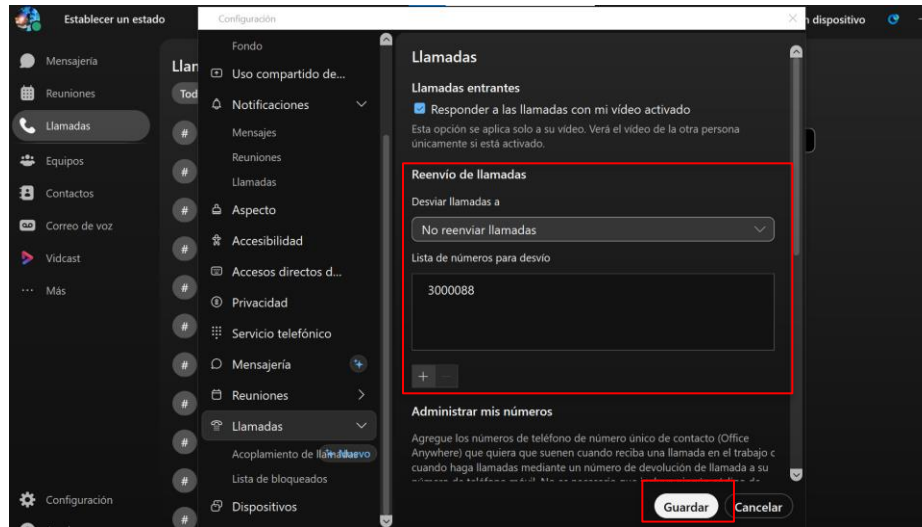 Establecer un estado
Configuración
dispositivo
Mensajería
Reuniones
Llamadas
Equipos
Contactos
Correo de voz
Vidcast
Más
Configuración
Fondo
Uso compartido de...
Notificaciones
Mensajes
Reuniones
Llamadas
Aspecto
Accesibilidad
Accesos directos d...
Privacidad
Servicio telefónico
Mensajería
Reuniones
Llamadas
Acoplamiento de
Nuevo
Lista de bloqueados
Dispositivos
Llamadas
Llamadas entrantes
Responder a las llamadas con mi vídeo activado
Esta opción se aplica solo a su vídeo. Verá el vídeo de la otra persona
únicamente si está activado.
Reenvío de llamadas
Desviar llamadas a
No reenviar llamadas
Lista de números para desvío
3000088
+
Administrar mis números
Agregue los números de teléfono de número único de contacto (Office
Anywhere) que quiera que suenen cuando reciba una llamada en el trabajo c
cuando haga llamadas mediante un número de devolución de llamada a su
Guardar
Cancelar